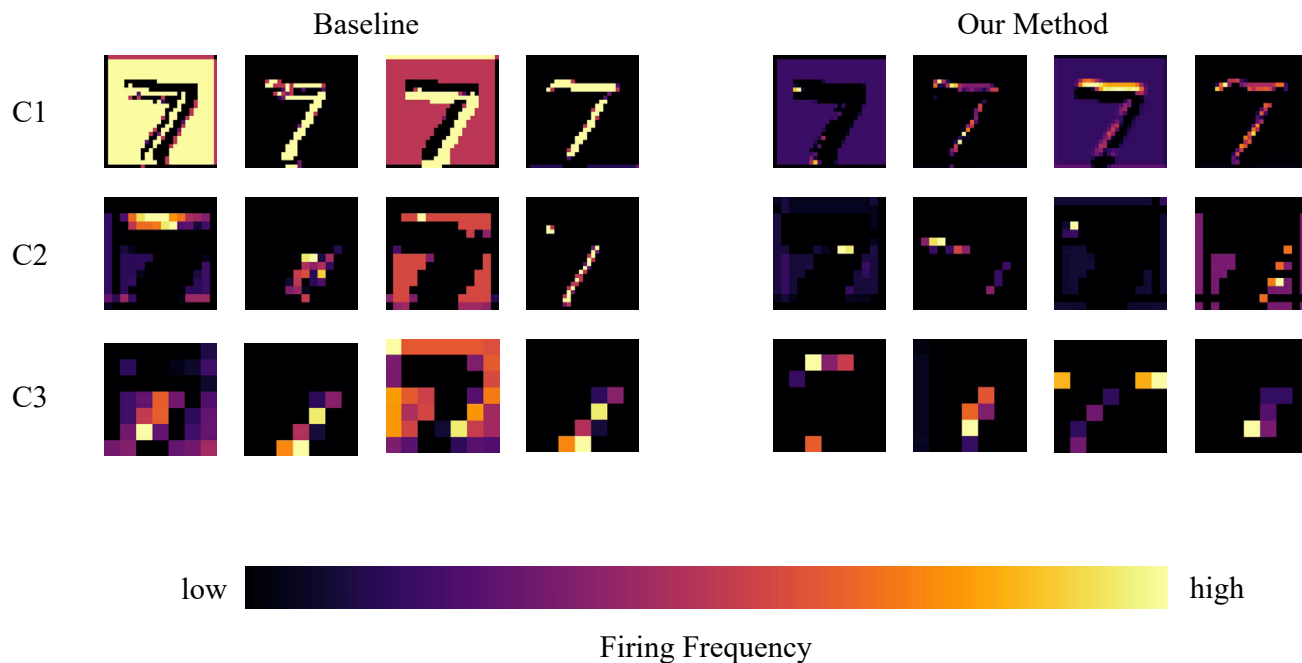 Baseline
Our Method
C1
C2
C3
low
high
Firing Frequency